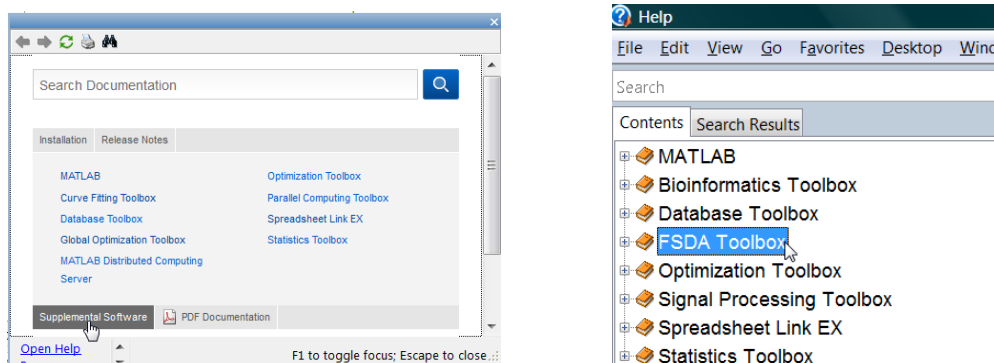 Search Documentation
Installation Release Notes
MATLAB Optimization Toolbox
Curve Fitting Toolbox Parallel Computing Toolbox
Database Toolbox Spreadsheet Link EX
Global Optimization Toolbox Statistics Toolbox
MATLAB Distributed Computing
Server
Supplemental Software PDF Documentation
Open Help
F1 to toggle focus; Escape to close
Help
File Edit View Go Favorites Desktop
Search
Contents Search Results
MATLAB
Bioinformatics Toolbox
Database Toolbox
FSDA Toolbox
Optimization Toolbox
Signal Processing Toolbox
Spreadsheet Link EX
Statistics Toolbox